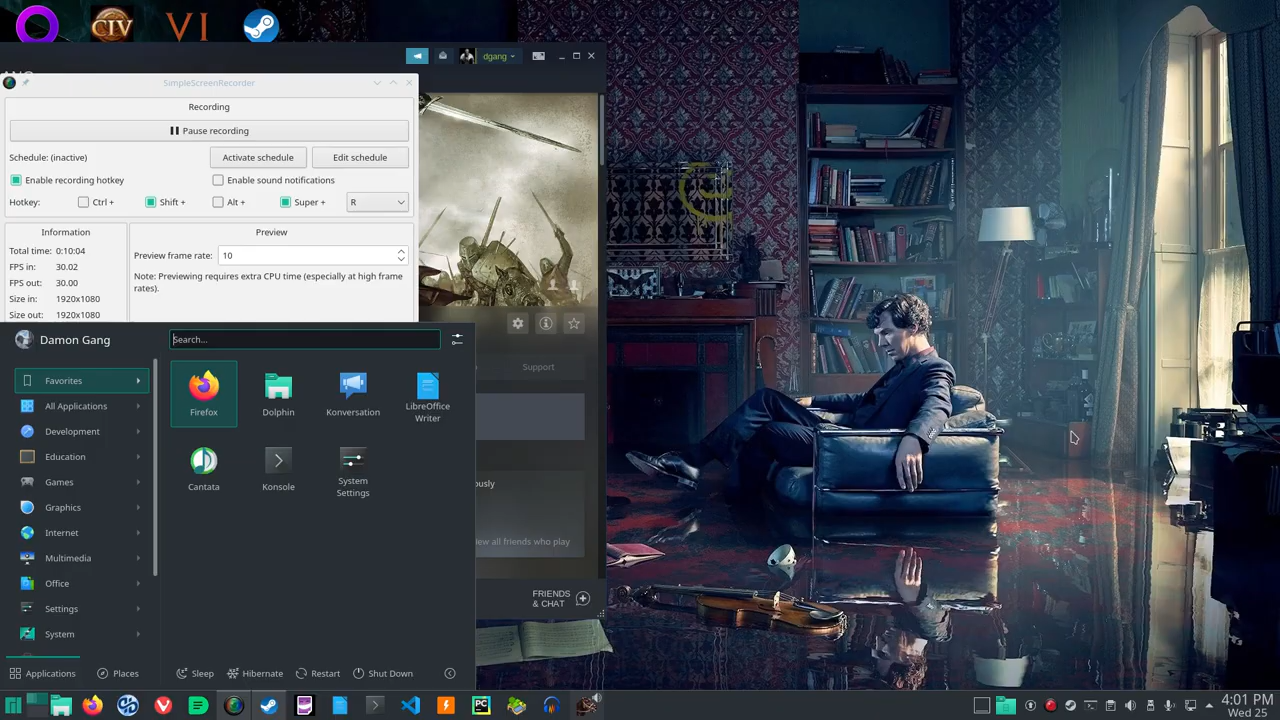 CIV
VI
dgang
SimpleScreenRecorder
Recording
Pause recording
Schedule: (inactive)
Activate schedule
Edit schedule
Enable recording hotkey
Enable sound notifications
Hotkey:
Ctrl +
Shift +
Alt +
Super +
R
Information
Preview
Total time: 0:10:04
Preview frame rate:
10
FPS in: 30.02
Note: Previewing requires extra CPU time (especially at high frame
FPS out: 30.00
rates).
Size in: 1920x1080
Size out: 1920x1080
Damon Gang
Search...
Favorites
All Applications
Development
Education
Games
Graphics
Internet
Multimedia
Office
Settings
System
Firefox
Dolphin
Konversation
LibreOffice
Writer
Cantata
Konsole
System
Settings
Support
FRIENDS
& CHAT
all friends who play
Applications
Places
Sleep
Hibernate
Restart
Shut Down
PC
4:01 PM
Wed 25